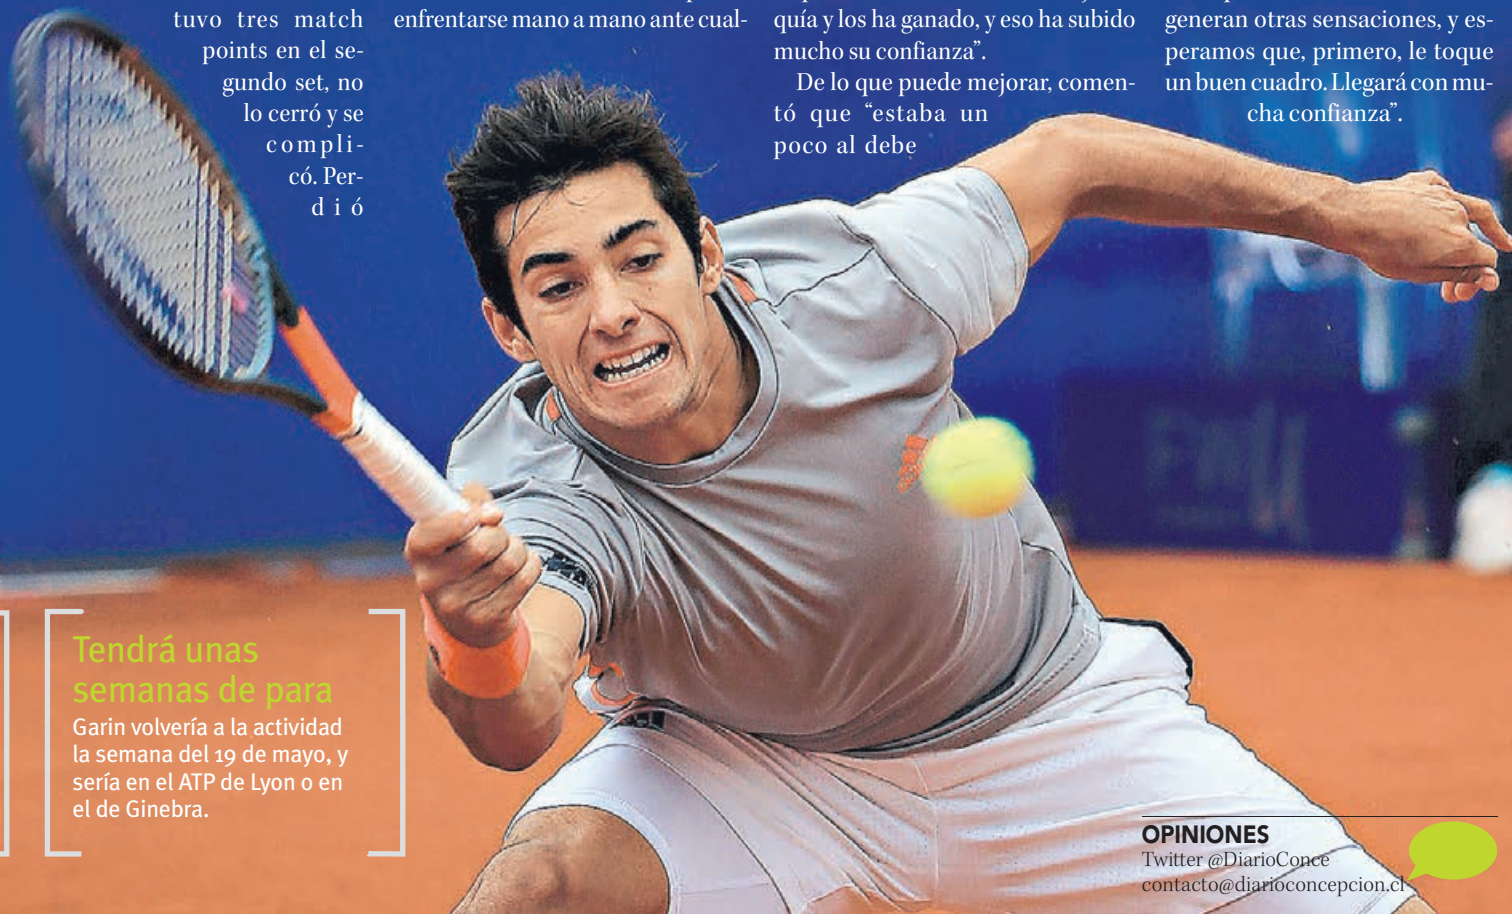 tuvo tres match
points en el se-
gundo set, no
lo cerró y se
compli-
có. Per-
dió
enfrentarse mano a mano ante cual-
quía y los ha ganado, y eso ha subido
mucho su confianza”.
De lo que puede mejorar, comen-
tó que “estaba un
poco al debe
generan otras sensaciones, y es-
peramos que, primero, le toque
un buen cuadro. Llegará con mu-
cha confianza”.
Tendrá unas
semanas de para
Garin volvería a la actividad
la semana del 19 de mayo, y
sería en el ATP de Lyon o en
el de Ginebra.
OPINIONES
Twitter @DiarioConce
contacto@diarioconcepcion.cl